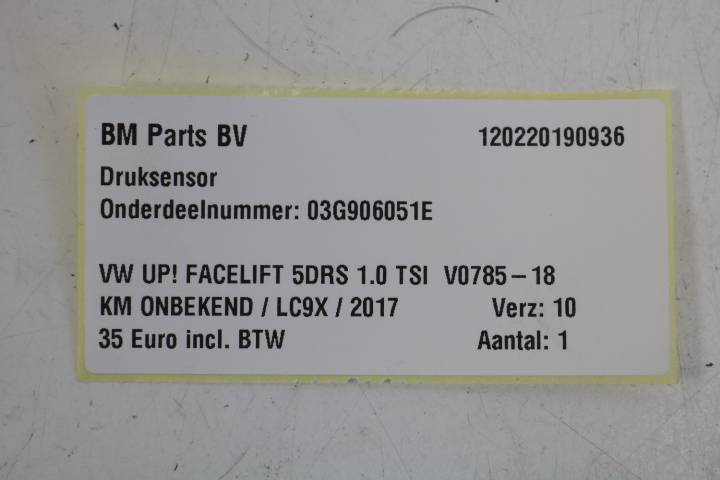 BM Parts BV 120220190936
Druksensor
Onderdeelnummer: 03G906051E
VW UP! FACELIFT 5DRS 1.0 TSI V0785-18
KM ONBEKEND / LC9X / 2017 Verz: 10
35 Euro incl. BTW Aantal: 1